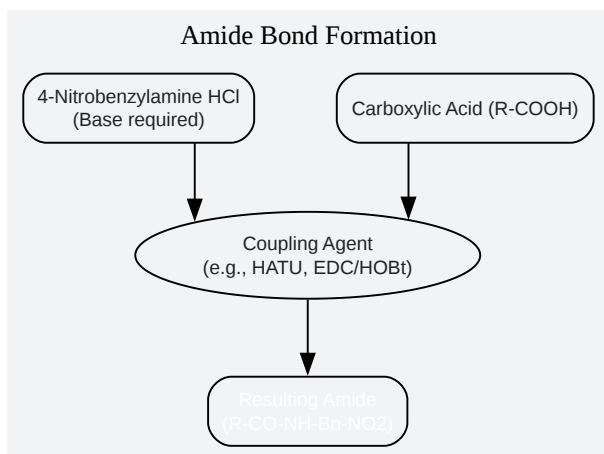 Amide Bond Formation
4-Nitrobenzylamine HCl
(Base required)
Carboxylic Acid (R-COOH)
Coupling Agent
(e.g., HATU, EDC/HOBt)
Resulting Amide
(R-CO-NH-Bn-NO2)